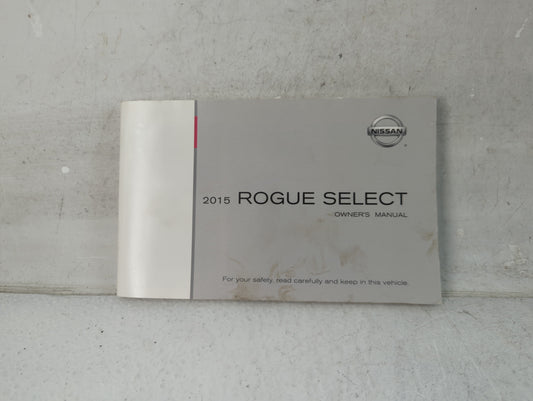 NISSAN
2015 ROGUE SELECT
OWNER'S MANUAL
For your safety, read carefully and keep in this vehicle.